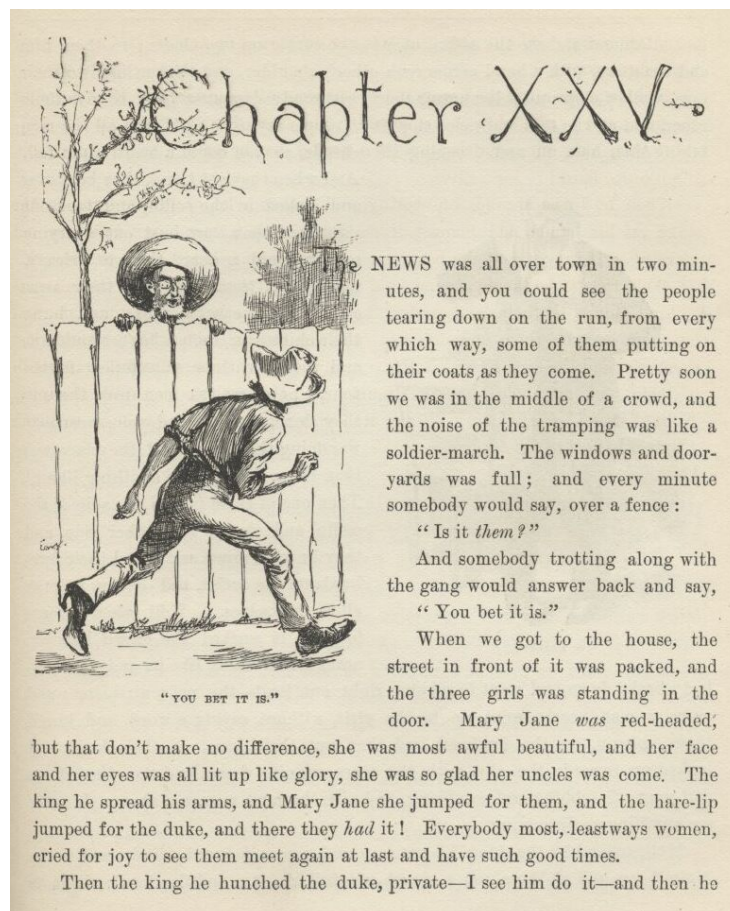 Chapter XXV.
The NEWS was all over town in two min-
utes, and you could see the people
tearing down on the run, from every
which way, some of them putting on
their coats as they come. Pretty soon
we was in the middle of a crowd, and
the noise of the tramping was like a
soldier-march. The windows and door-
yards was full; and every minute
somebody would say, over a fence:
“Is it them?”
And somebody trotting along with
the gang would answer back and say,
“You bet it is.”
When we got to the house, the
street in front of it was packed, and
the three girls was standing in the
door. Mary Jane was red-headed,
but that don’t make no difference, she was most awful beautiful, and her face
and her eyes was all lit up like glory, she was so glad her uncles was come. The
king he spread his arms, and Mary Jane she jumped for them, and the hare-lip
jumped for the duke, and there they had it! Everybody most, leastways women,
cried for joy to see them meet again at last and have such good times.
Then the king he hunched the duke, private—I see him do it—and then he
“YOU BET IT IS.”